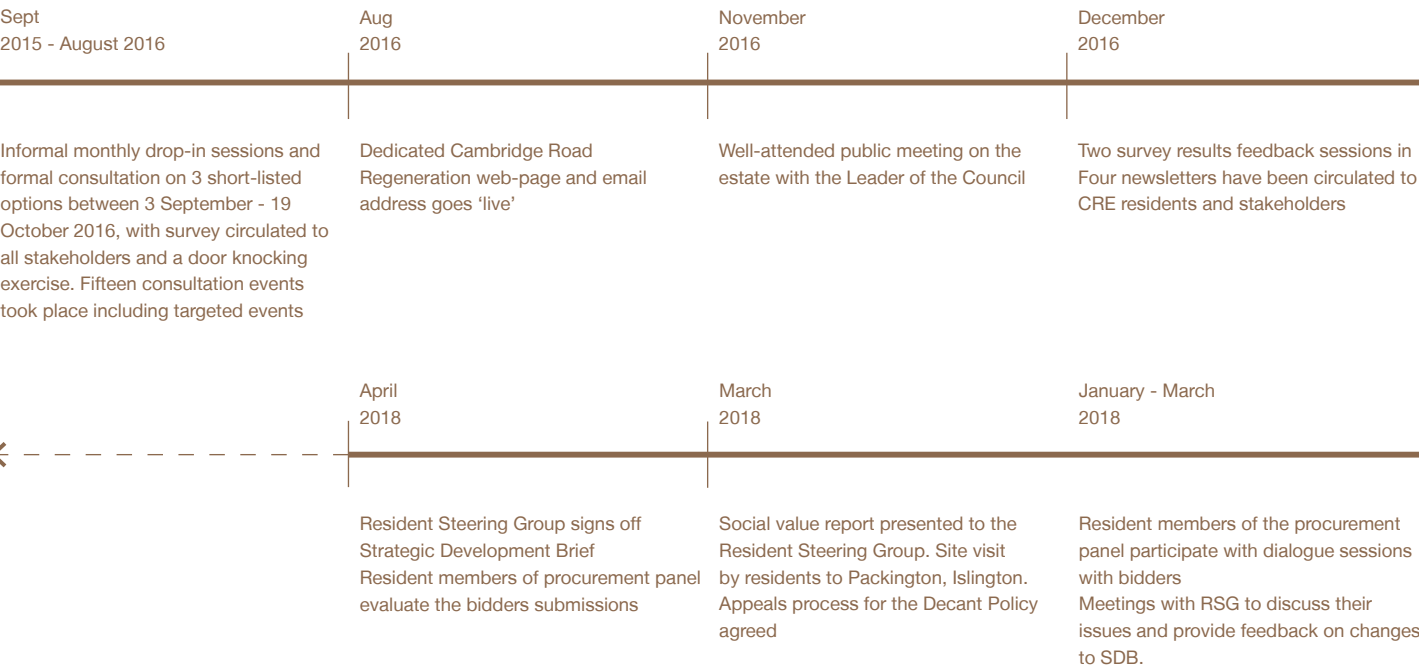 Sept
2015 - August 2016
Informal monthly drop-in sessions and
formal consultation on 3 short-listed
options between 3 September - 19
October 2016, with survey circulated to
all stakeholders and a door knocking
exercise. Fifteen consultation events
took place including targeted events
Aug
2016
Dedicated Cambridge Road
Regeneration web-page and email
address goes ‘live’
November
2016
Well-attended public meeting on the
estate with the Leader of the Council
December
2016
Two survey results feedback sessions in
Four newsletters have been circulated to
CRE residents and stakeholders
April
2018
Resident Steering Group signs off
Strategic Development Brief
Resident members of procurement panel
evaluate the bidders submissions
March
2018
Social value report presented to the
Resident Steering Group. Site visit
by residents to Packington, Islington.
Appeals process for the Decant Policy
agreed
January - March
2018
Resident members of the procurement
panel participate with dialogue sessions
with bidders
Meetings with RSG to discuss their
issues and provide feedback on changes
to SDB.